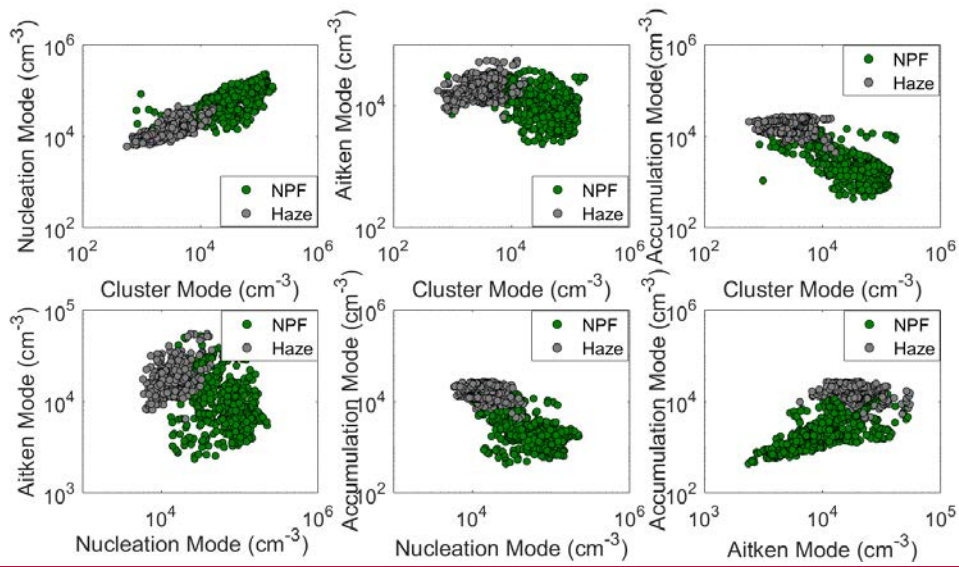 Nucleation Mode (cm-3)
10^6
10^4
10^2
10^2
10^4
10^6
Cluster Mode (cm-3)
NPF
Haze
Aitken Mode (cm-3)
10^4
10^2
10^2
10^4
10^6
Cluster Mode (cm-3)
NPF
Haze
Accumulation Mode(cm-3)
10^6
10^4
10^2
10^2
10^4
10^6
Cluster Mode (cm-3)
NPF
Haze
Aitken Mode (cm-3)
10^5
10^4
10^3
10^4
10^6
Nucleation Mode (cm-3)
NPF
Haze
Accumulation Mode (cm-3)
10^6
10^4
10^2
10^4
10^6
Nucleation Mode (cm-3)
NPF
Haze
Accumulation Mode (cm-3)
10^6
10^4
10^2
10^3
10^4
10^5
Aitken Mode (cm-3)
NPF
Haze